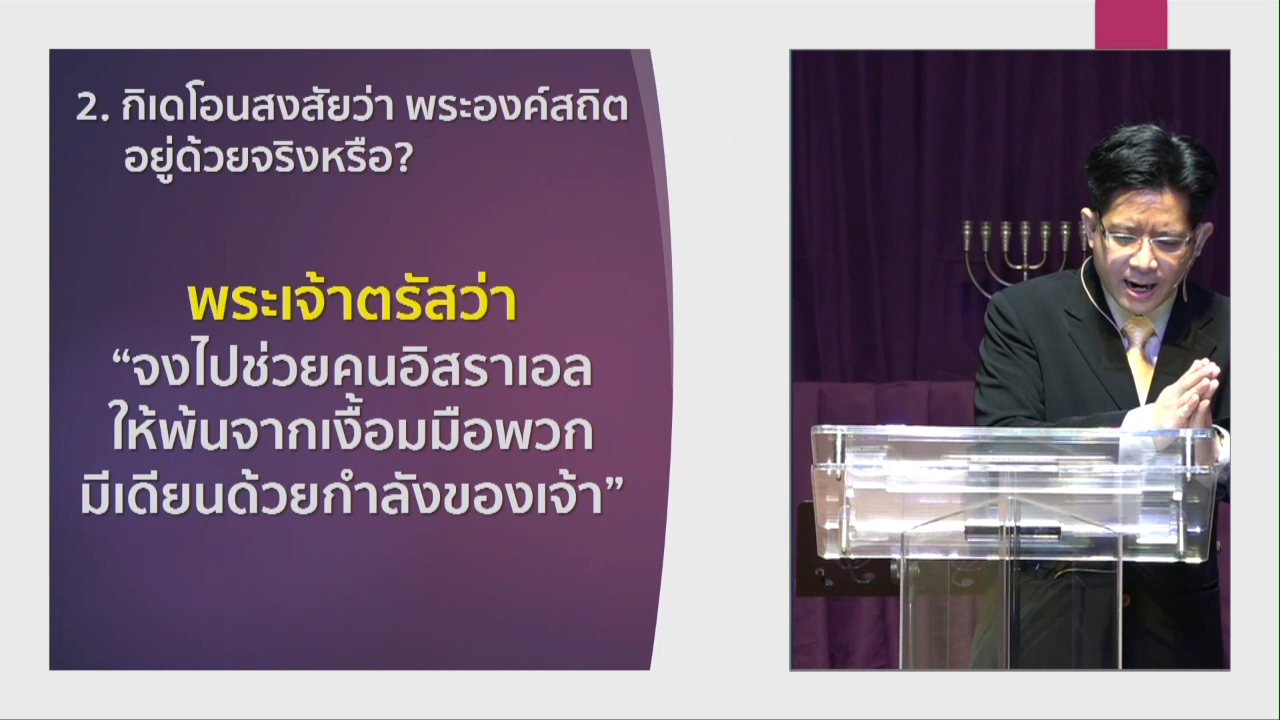 2. กิเดโอนสงสัยว่า พระองค์สถิต
อยู่ด้วยจริงหรือ?
พระเจ้าตรัสว่า
“จงไปช่วยคนอิสราเอล
ให้พ้นจากเงื้อมมือพวก
มีเดียนด้วยกำลังของเจ้า”